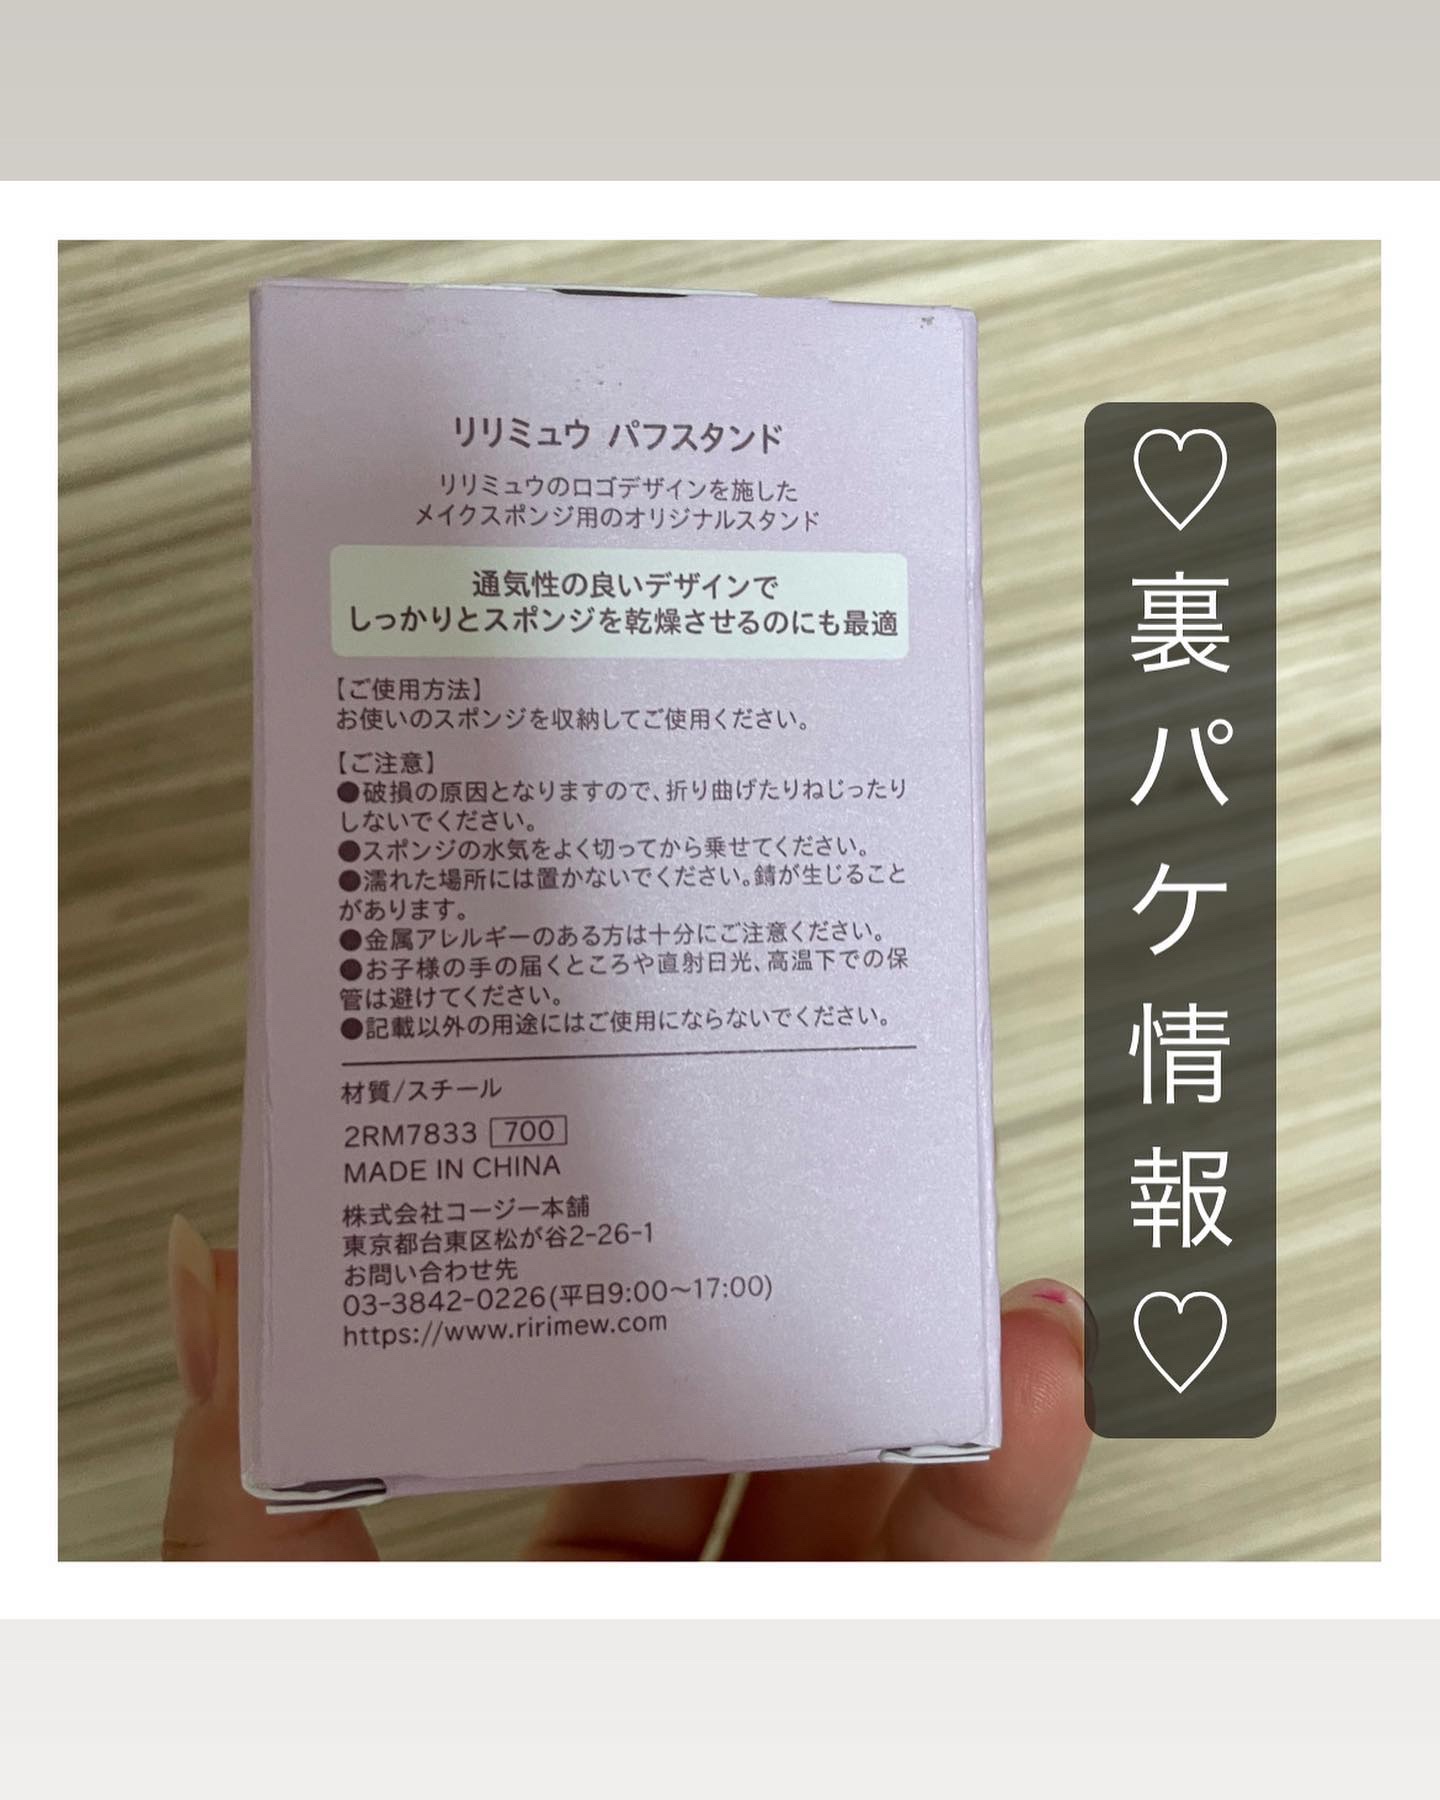 リリミュウ パフスタンド
リリミュウのロゴデザインを施した
メイクスポンジ用のオリジナルスタンド
通気性の良いデザインで
しっかりとスポンジを乾燥させるのにも最適
【ご使用方法】
お使いのスポンジを収納してご使用ください。
【ご注意】
●破損の原因となりますので、折り曲げたりねじったり
しないでください。
●スポンジの水気をよく切ってから乗せてください。
●濡れた場所には置かないでください。錆が生じること
があります。
●金属アレルギーのある方は十分にご注意ください。
●お子様の手の届くところや直射日光、高温下での保
管は避けてください。
●記載以外の用途にはご使用にならないでください。
材質/スチール
2RM7833 700
MADE IN CHINA
株式会社コージー本舗
東京都台東区松が谷2-26-1
お問い合わせ先
03-3842-0226(平日9:00〜17:00)
https://www.ririmew.com
♡裏パケ情報♡